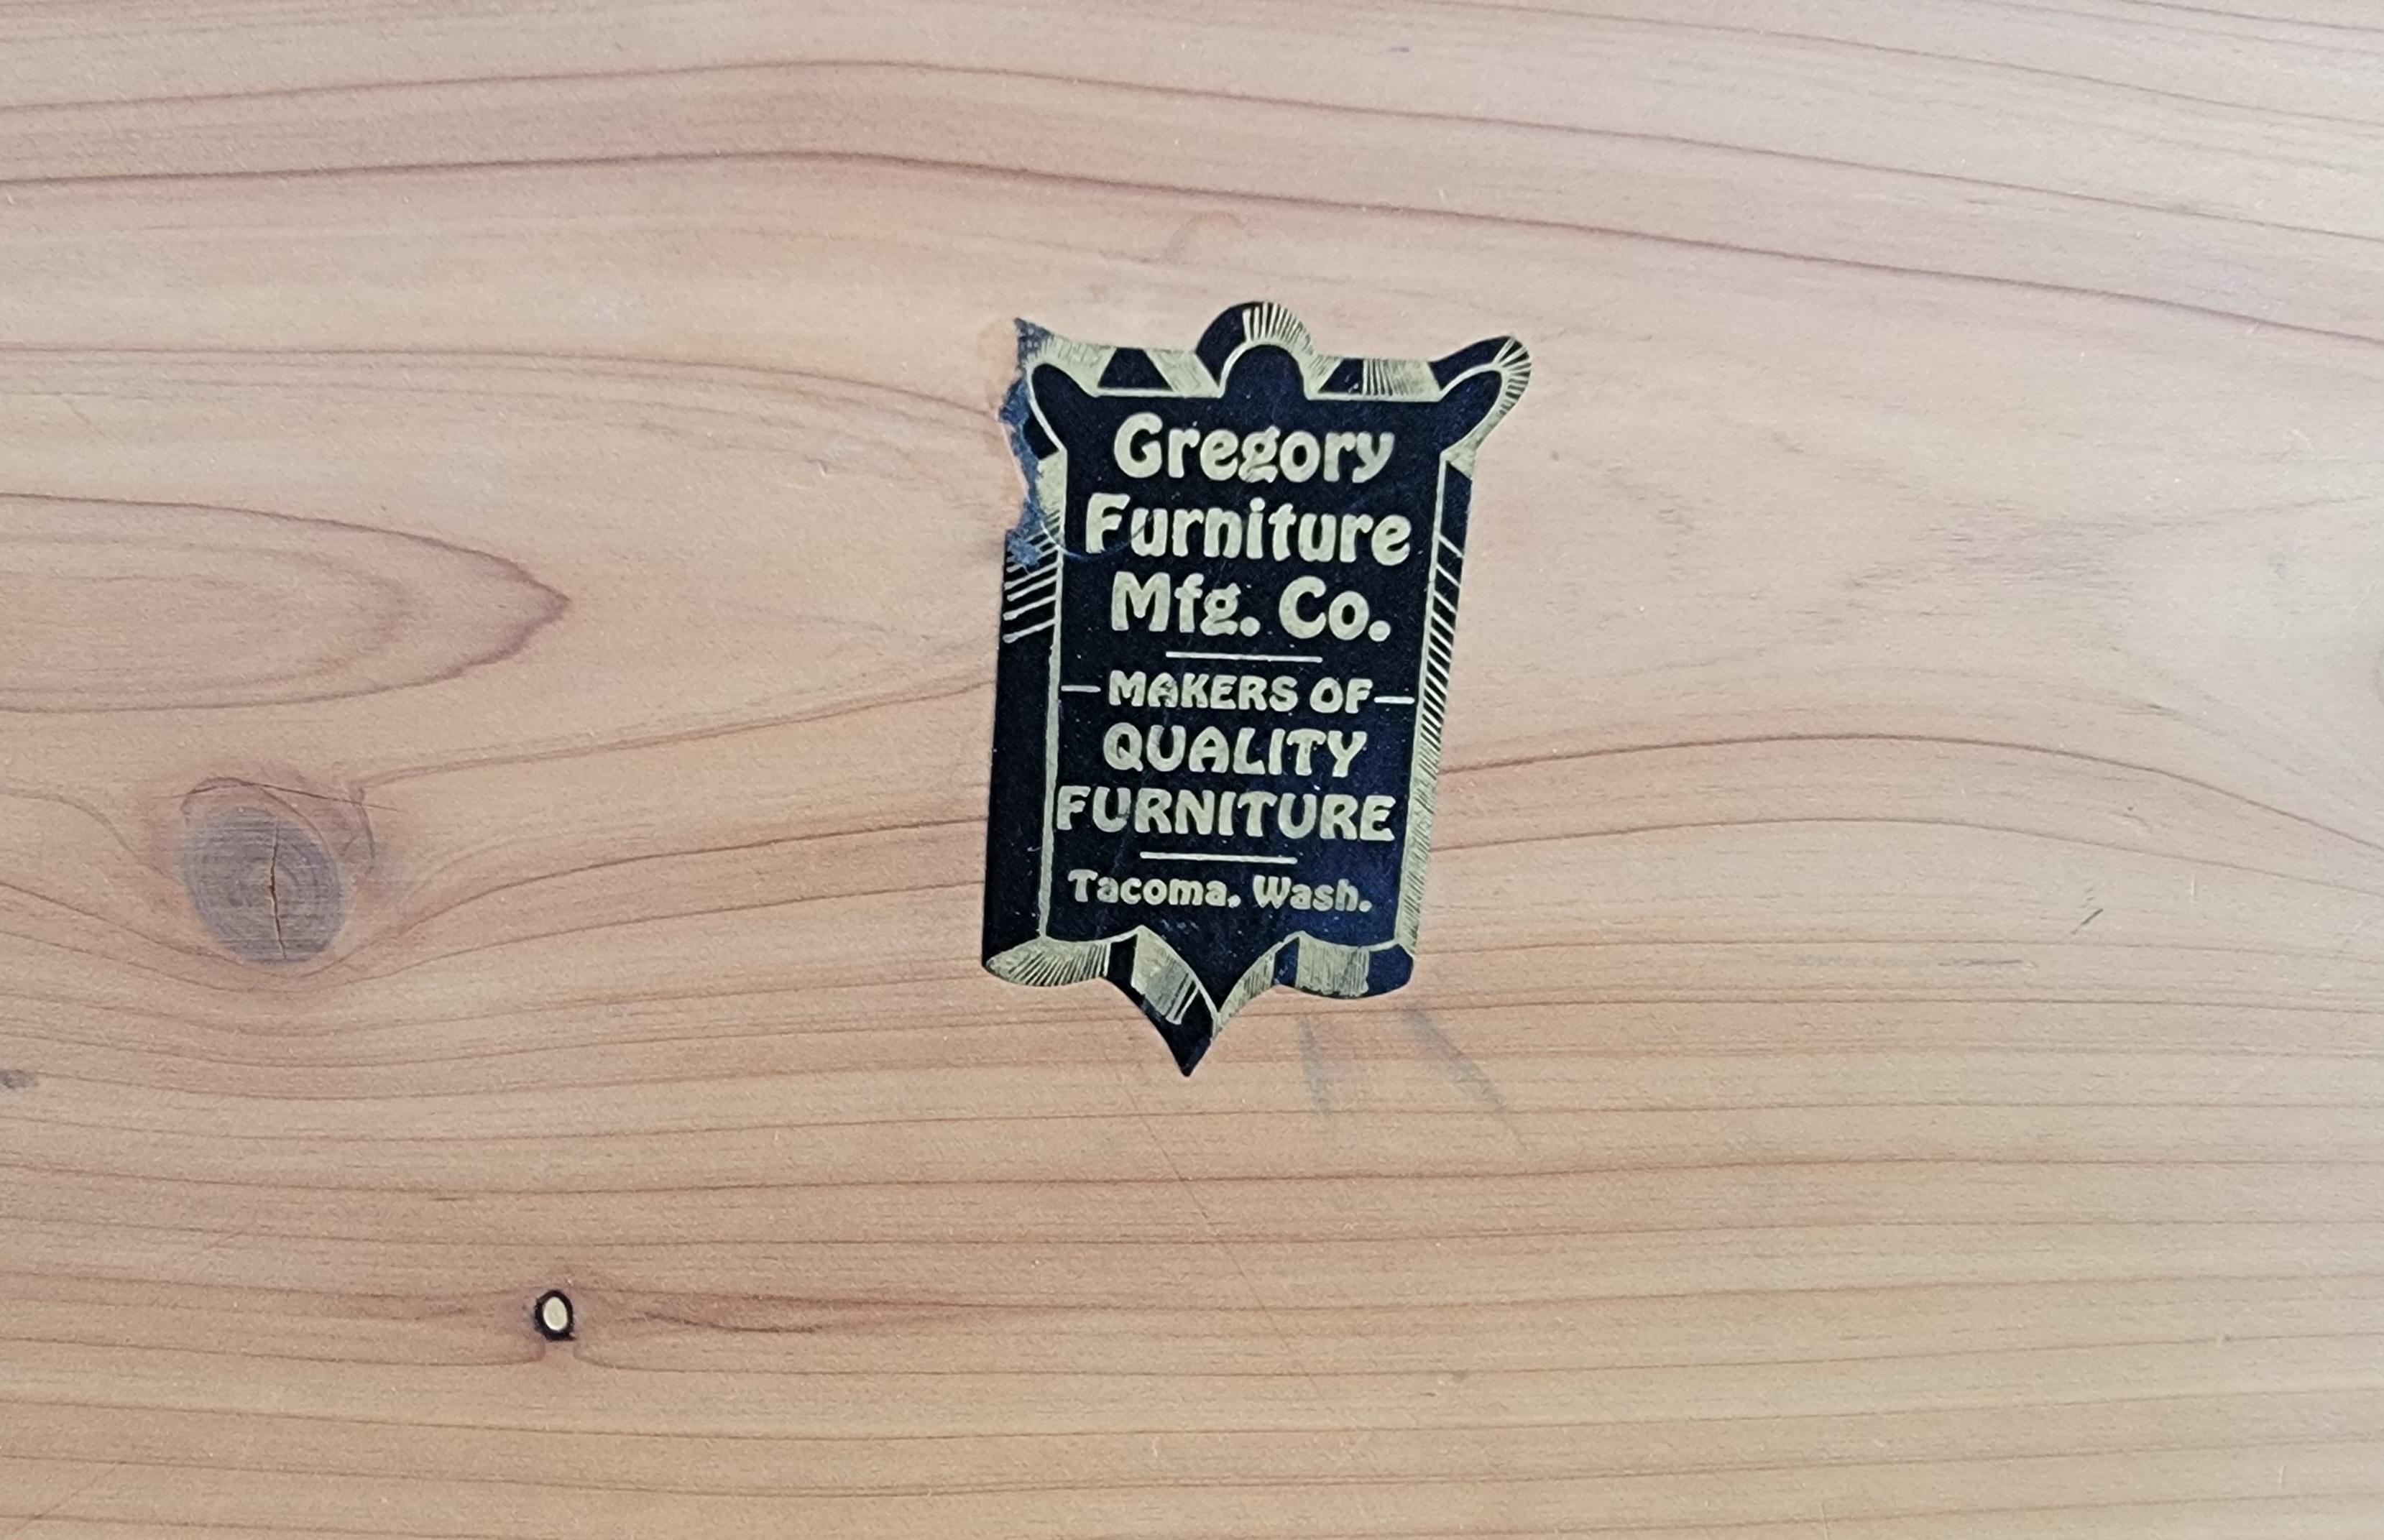 Gregory
Furniture
Mfg. Co.
MAKERS OF
QUALITY
FURNITURE
Tacoma, Wash.